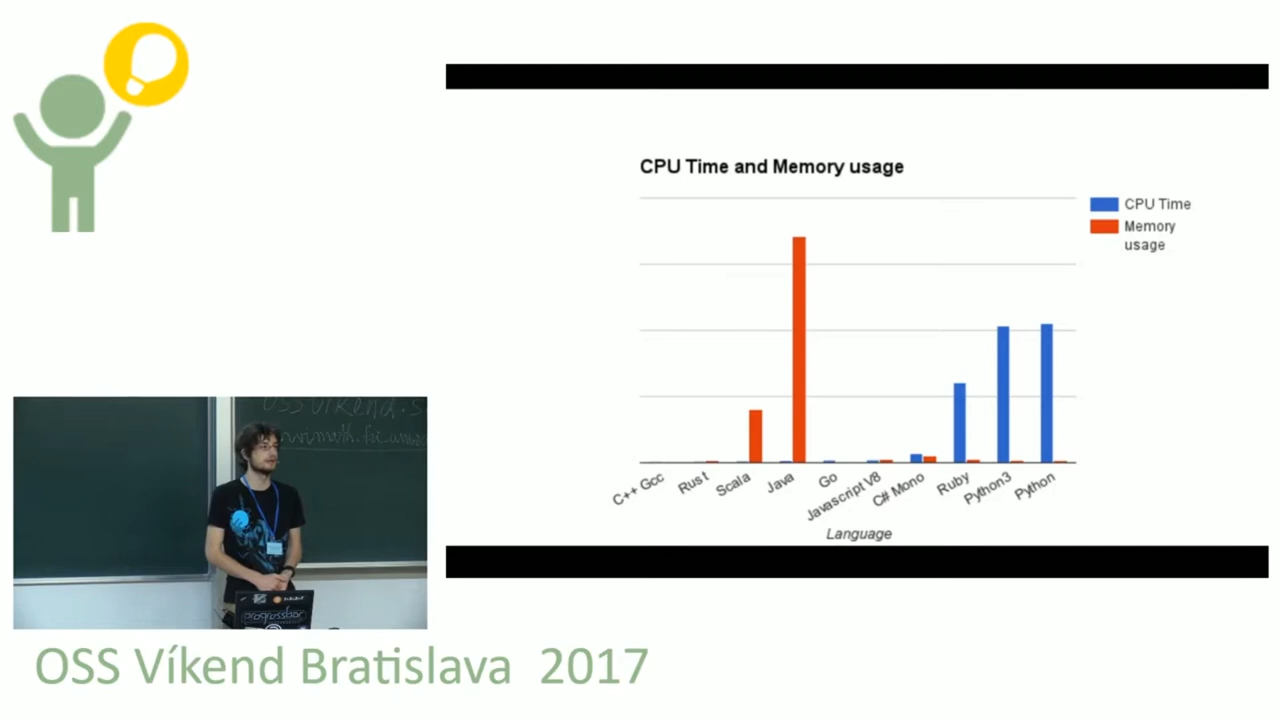 CPU Time and Memory usage
CPU Time
Memory
usage
C++ Gcc
Rust
Scala
Java
Go
Javascript V8
C# Mono
Ruby
Python3
Python
Language
progressbar
OSS Víkend Bratislava 2017